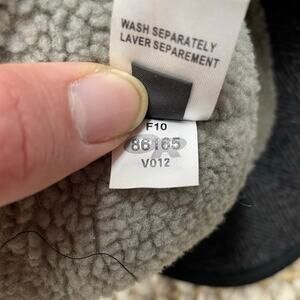 WASH SEPARATELY
LAVER SEPAREMENT
F10
86165
V012